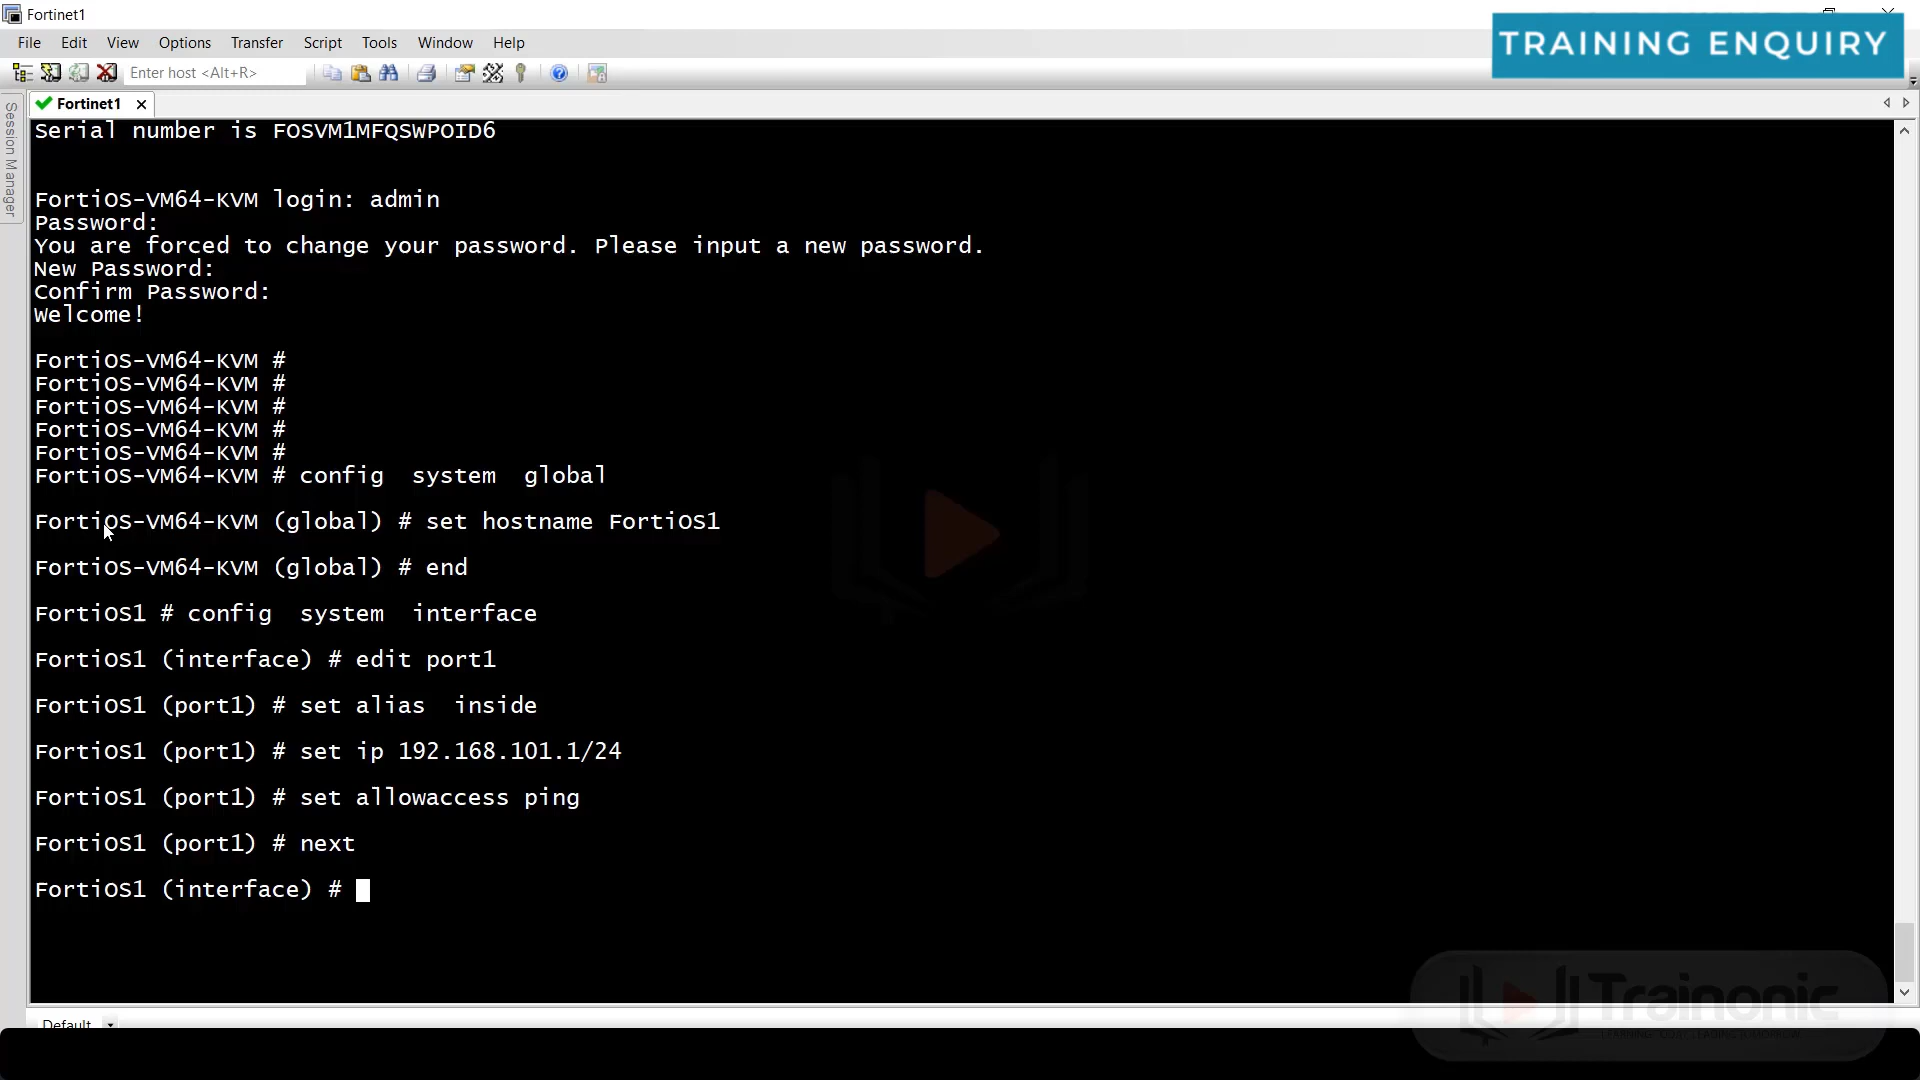 Fortinet1
TRAINING ENQUIRY
File Edit View Options Transfer Script Tools Window Help
Enter host <Alt+R>
Fortinet1
Session Manager
Serial number is FOSVM1MFQSWPOID6
FortiOS-VM64-KVM login: admin
Password:
You are forced to change your password. Please input a new password.
New Password:
Confirm Password:
Welcome!
FortiOS-VM64-KVM #
FortiOS-VM64-KVM #
FortiOS-VM64-KVM #
FortiOS-VM64-KVM #
FortiOS-VM64-KVM #
FortiOS-VM64-KVM # config  system  global
FortiOS-VM64-KVM (global) # set hostname FortiOS1
FortiOS-VM64-KVM (global) # end
FortiOS1 # config  system  interface
FortiOS1 (interface) # edit port1
FortiOS1 (port1) # set alias  inside
FortiOS1 (port1) # set ip 192.168.101.1/24
FortiOS1 (port1) # set allowaccess ping
FortiOS1 (port1) # next
FortiOS1 (interface) #
Trainonic
Default